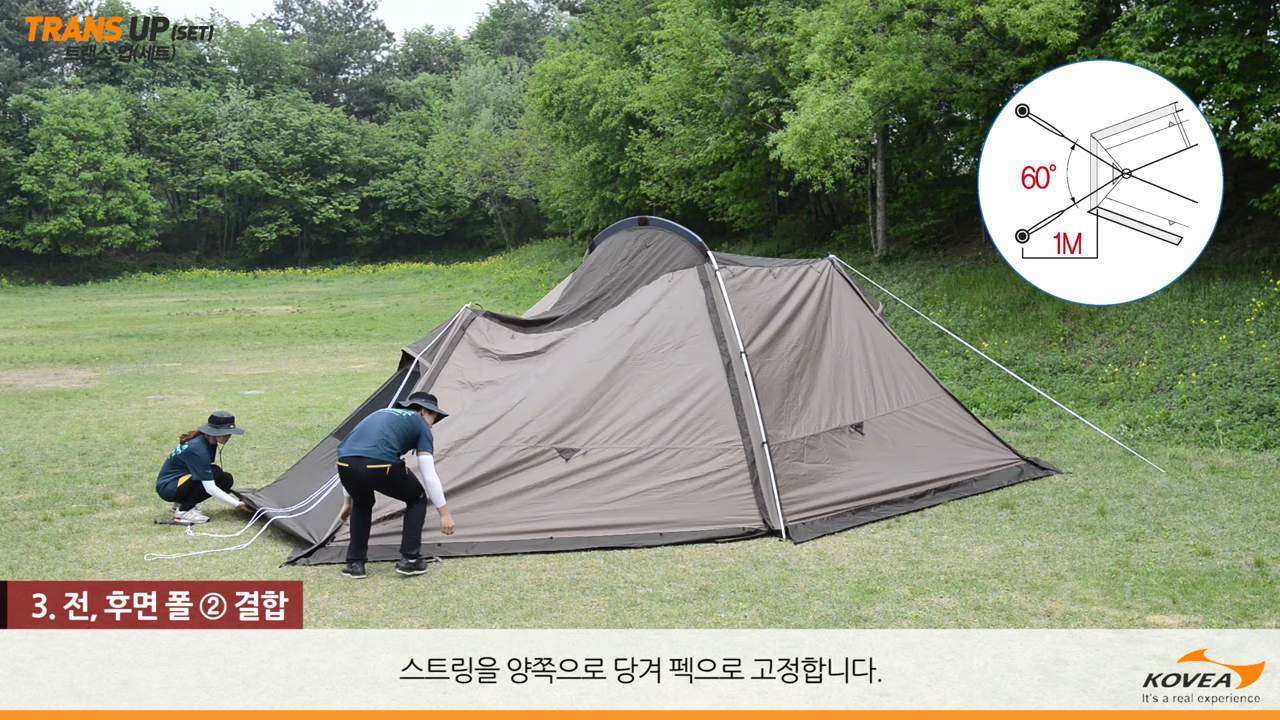 TRANS UP(SET)
트랜스 업(세트)
60°
1M
3. 전, 후면 폴 ② 결합
스트링을 양쪽으로 당겨 펙으로 고정합니다.
KOVEA
It's a real experience